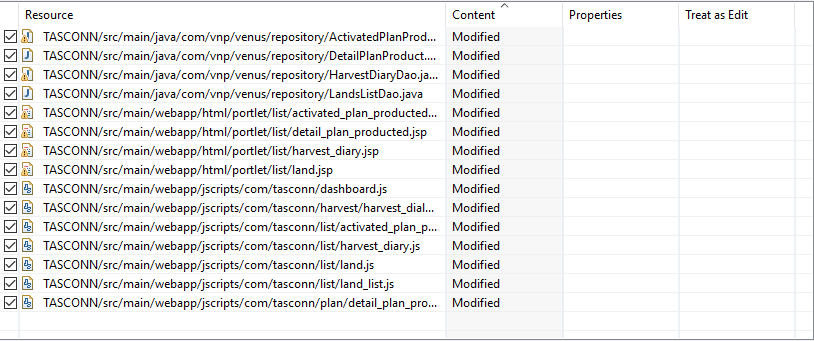 Resource Content Properties Treat as Edit
TASCONN/src/main/java/com/vnp/venus/repository/ActivatedPlanProd... Modified
TASCONN/src/main/java/com/vnp/venus/repository/DetailPlanProduct.... Modified
TASCONN/src/main/java/com/vnp/venus/repository/HarvestDiaryDao.ja... Modified
TASCONN/src/main/java/com/vnp/venus/repository/LandsListDao.java Modified
TASCONN/src/main/webapp/html/portlet/list/activated_plan_producted... Modified
TASCONN/src/main/webapp/html/portlet/list/detail_plan_producted.jsp Modified
TASCONN/src/main/webapp/html/portlet/list/harvest_diary.jsp Modified
TASCONN/src/main/webapp/html/portlet/list/land.jsp Modified
TASCONN/src/main/webapp/jscripts/com/tasconn/dashboard.js Modified
TASCONN/src/main/webapp/jscripts/com/tasconn/harvest/harvest_dial... Modified
TASCONN/src/main/webapp/jscripts/com/tasconn/list/activated_plan_p... Modified
TASCONN/src/main/webapp/jscripts/com/tasconn/list/harvest_diary.js Modified
TASCONN/src/main/webapp/jscripts/com/tasconn/list/land.js Modified
TASCONN/src/main/webapp/jscripts/com/tasconn/list/land_list.js Modified
TASCONN/src/main/webapp/jscripts/com/tasconn/plan/detail_plan_pro... Modified